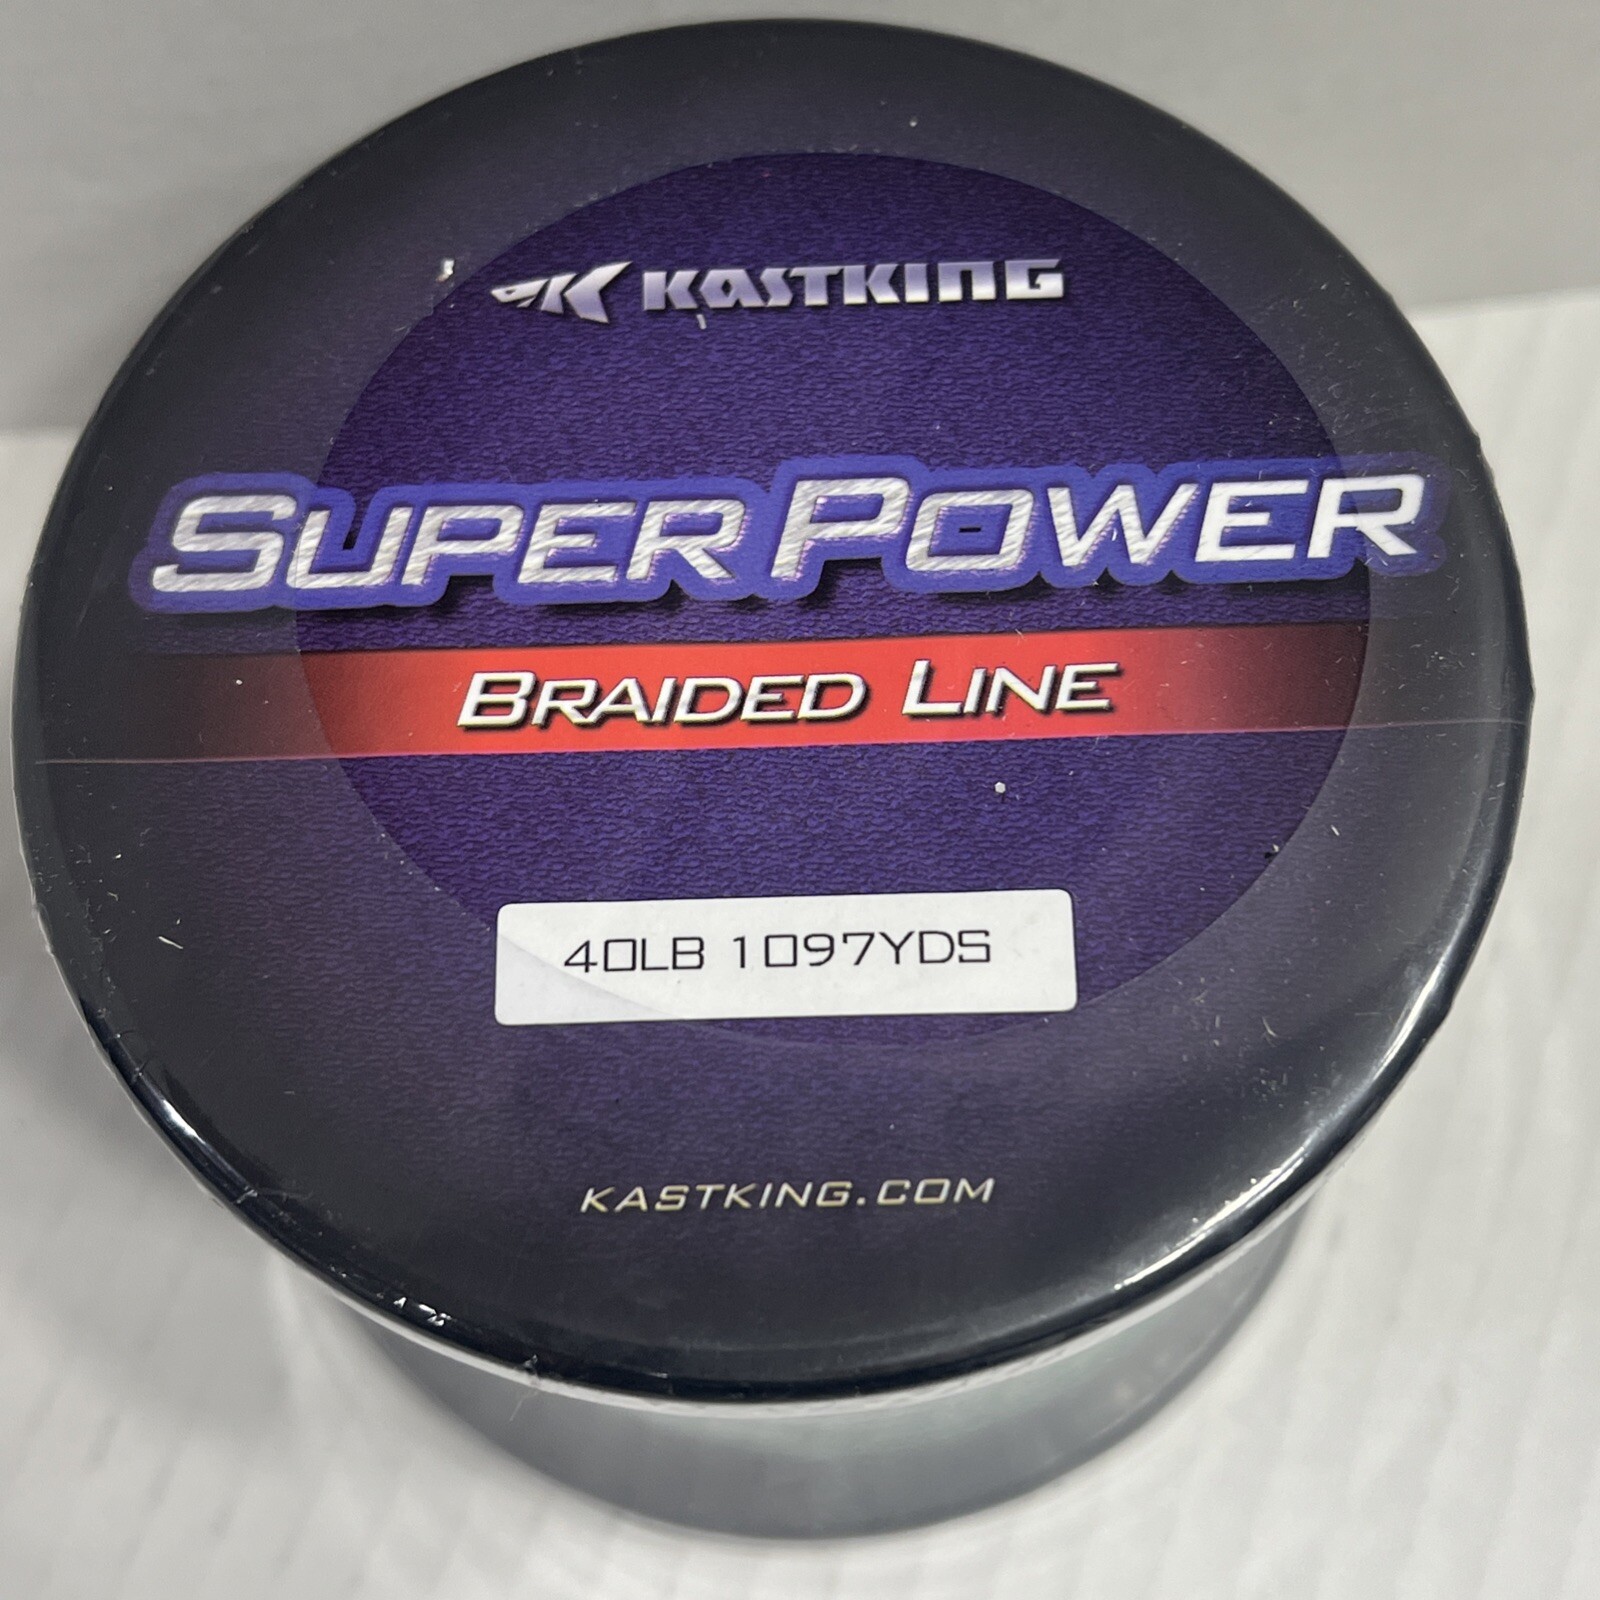 KASTKING
SUPER POWER
BRAIDED LINE
40LB 1097YDS
KASTKING.COM